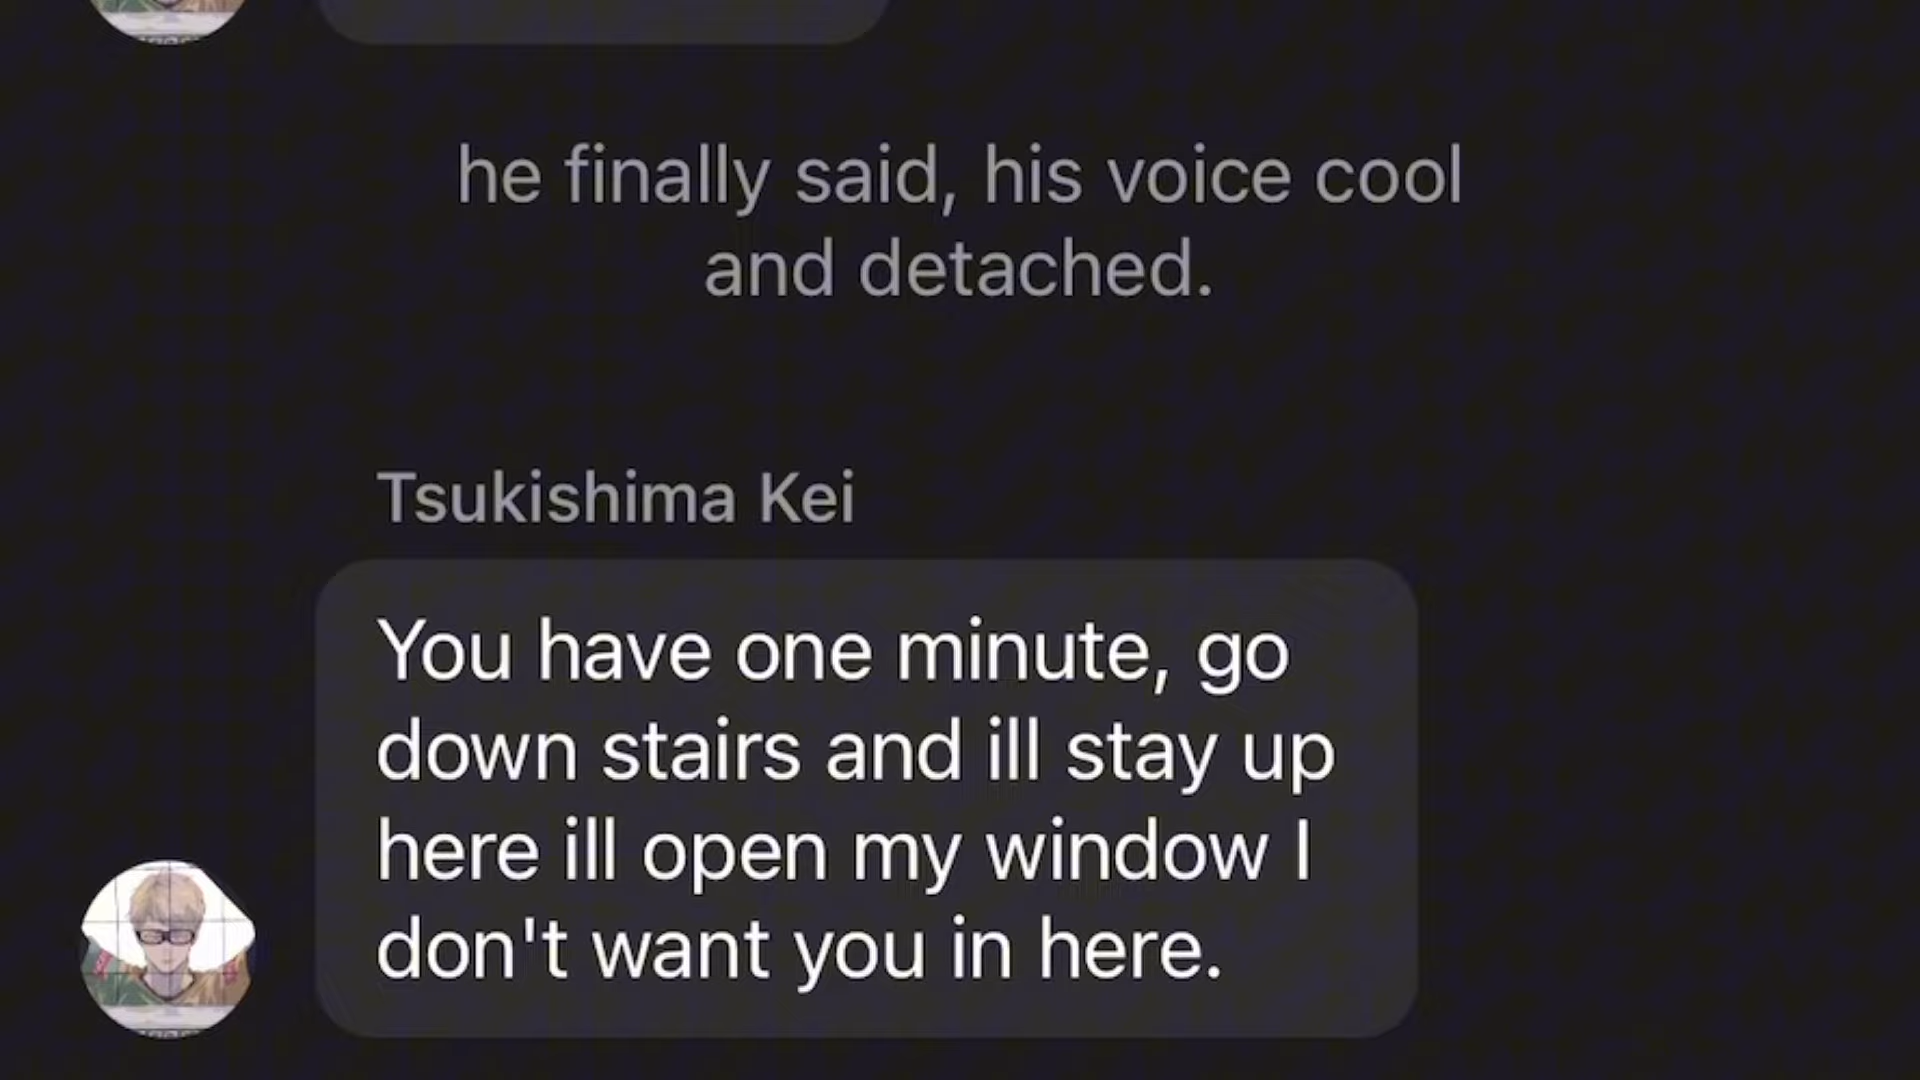 he finally said, his voice cool
and detached.
Tsukishima Kei
You have one minute, go
down stairs and ill stay up
here ill open my window I
don't want you in here.